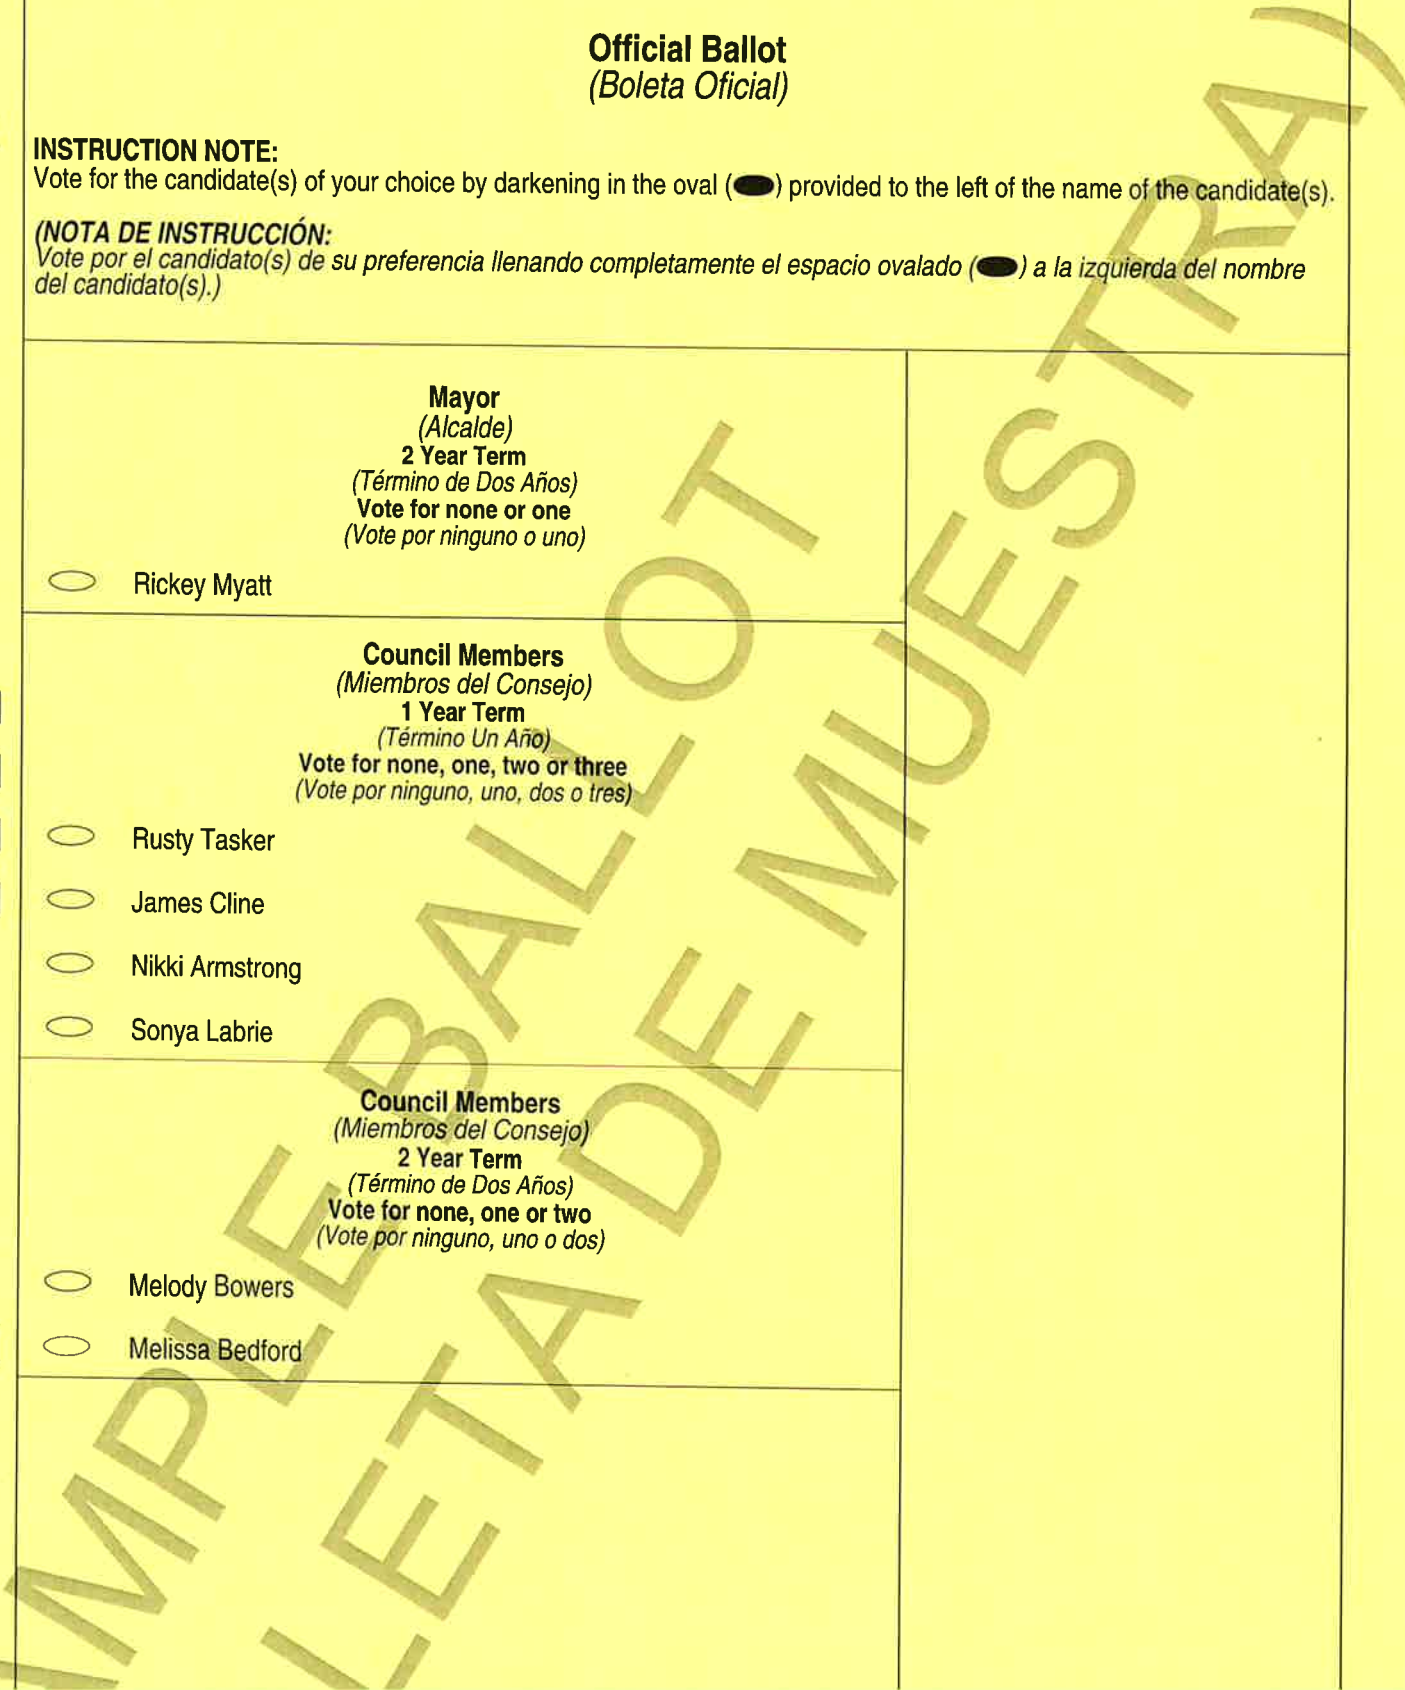 Official Ballot
(Boleta Oficial)
INSTRUCTION NOTE:
Vote for the candidate(s) of your choice by darkening in the oval ( ) provided to the left of the name of the candidate(s).
(NOTA DE INSTRUCCIÓN:
Vote por el candidato(s) de su preferencia llenando completamente el espacio ovalado ( ) a la izquierda del nombre
del candidato(s).)
Mayor
(Alcalde)
2 Year Term
(Término de Dos Años)
Vote for none or one
(Vote por ninguno o uno)
Rickey Myatt
Council Members
(Miembros del Consejo)
1 Year Term
(Término Un Año)
Vote for none, one, two or three
(Vote por ninguno, uno, dos o tres)
Rusty Tasker
James Cline
Nikki Armstrong
Sonya Labrie
Council Members
(Miembros del Consejo)
2 Year Term
(Término de Dos Años)
Vote for none, one or two
(Vote por ninguno, uno o dos)
Melody Bowers
Melissa Bedford
AMPLE BALLOT
LETA DE MUESTRA)